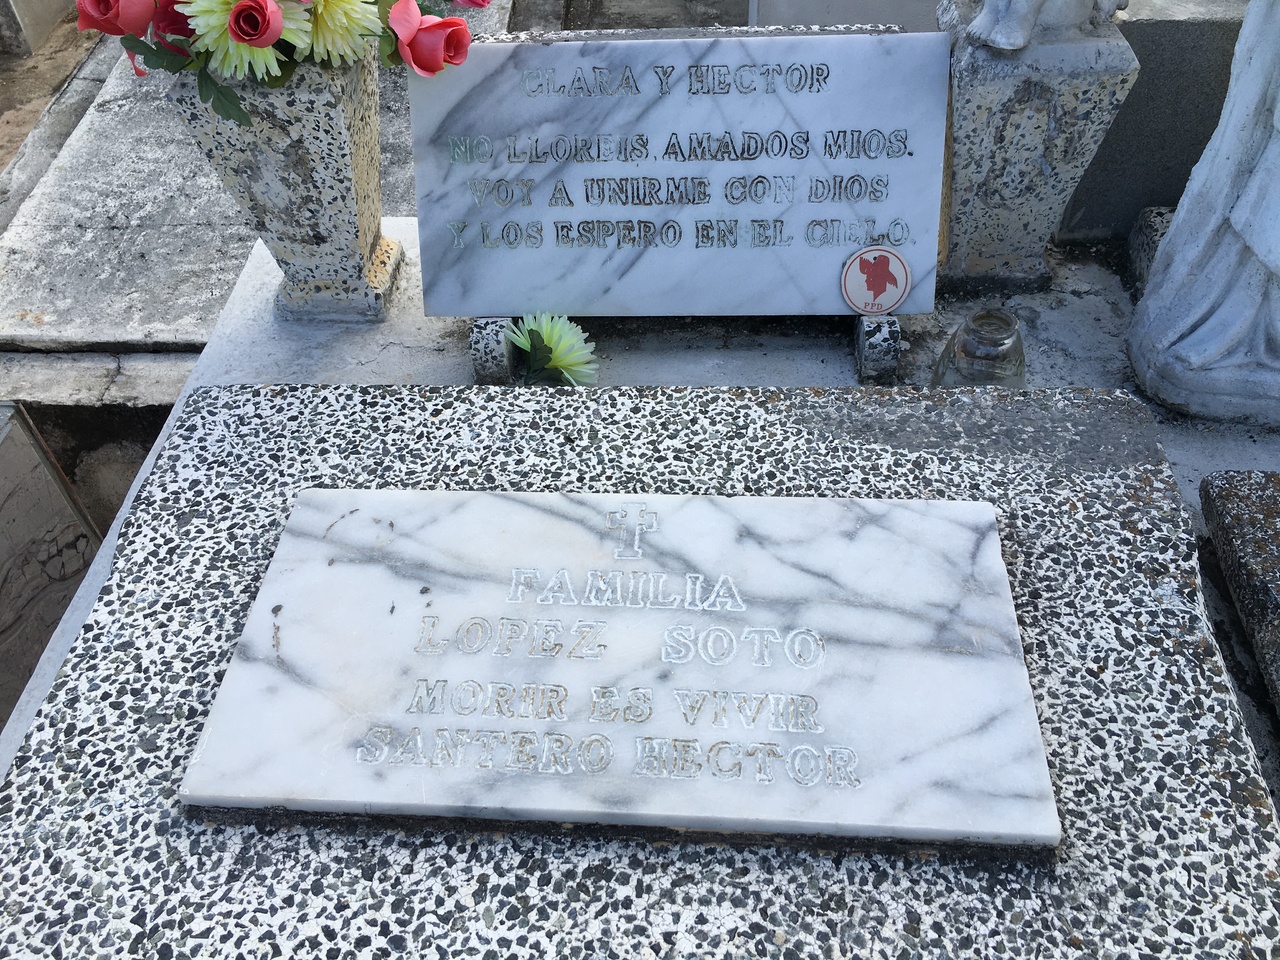 CLARA Y HECTOR
NO LLOREIS, AMADOS MIOS.
VOY A UNIRME CON DIOS
Y LOS ESPERO EN EL CIELO.
PPD
FAMILIA
LOPEZ SOTO
MORIR ES VIVIR
SANTERO HECTOR